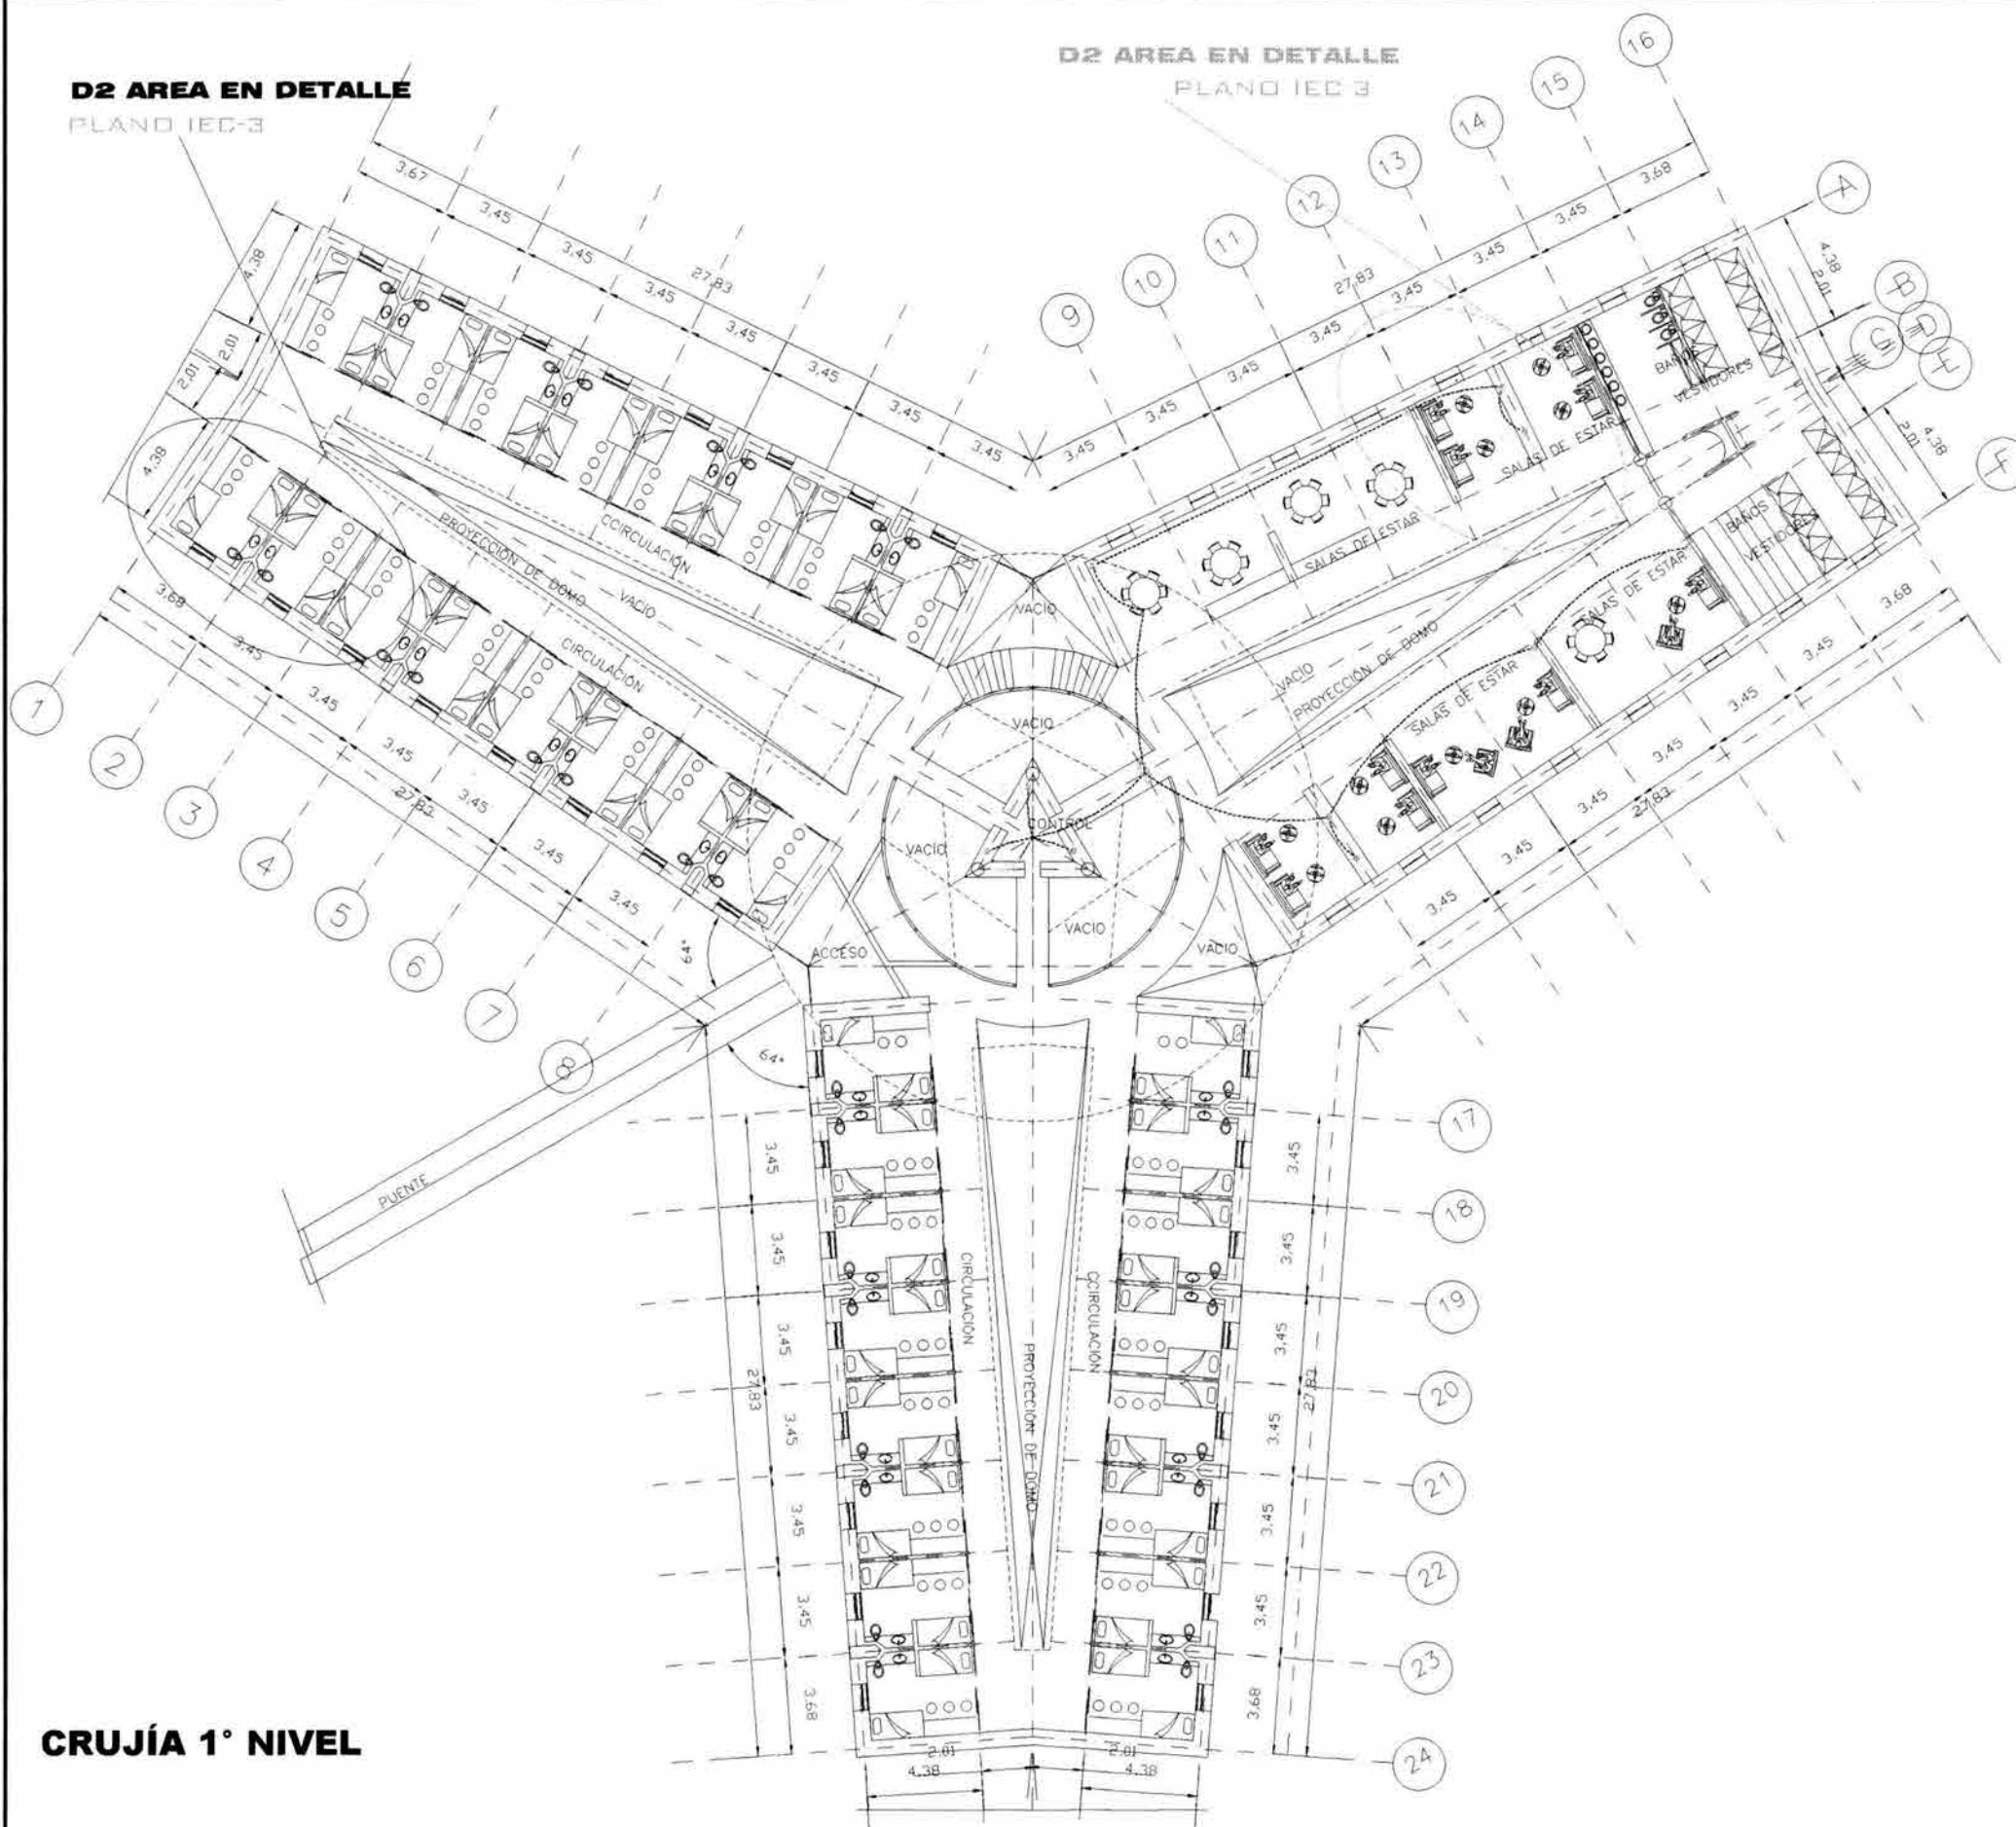 D2 AREA EN DETALLE
PLANO IEC-3
D2 AREA EN DETALLE
PLANO IEC 3
16
15
14
13
12
11
10
9
A
B
D
E
F
3.67
3.45
3.45
27.83
3.45
3.45
3.45
3.45
3.45
3.68
3.45
3.45
27.83
3.45
3.45
3.45
3.45
3.45
4.38
2.01
2.01
4.38
4.38
2.01
4.38
2.01
BAÑOS
VESTIDORES
SALAS DE ESTAR
SALAS DE ESTAR
BAÑOS
SALAS DE ESTAR
SALAS DE ESTAR
CCIRCULACIÓN
PROYECCIÓN DE DOMO
VACIO
CIRCULACIÓN
VACIO
VACIO
PROYECCIÓN DE DOMO
VACIO
CONTROL
VACIO
VACIO
VACIO
ACCESO
3.68
3.45
3.45
3.45
27.83
3.45
3.45
3.45
3.68
3.45
3.45
3.45
3.45
27.83
3.45
3.45
1
2
3
4
5
6
7
8
64°
64°
PUENTE
3.45
3.45
3.45
27.83
3.45
3.45
3.45
3.68
CIRCULACIÓN
CCIRCULACIÓN
PROYECCIÓN DE DOMO
3.45
3.45
3.45
27.83
3.45
3.45
3.45
3.68
17
18
19
20
21
22
23
24
2.01
2.01
4.38
4.38
CRUJÍA 1° NIVEL